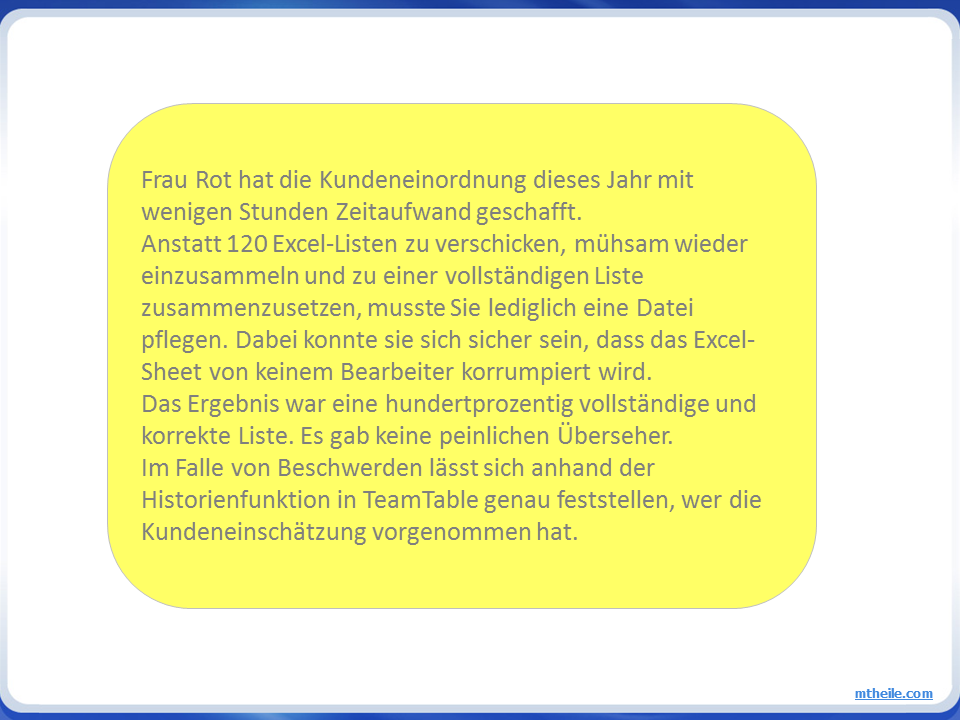 Frau Rot hat die Kundeneinordnung dieses Jahr mit
wenigen Stunden Zeitaufwand geschafft.
Anstatt 120 Excel-Listen zu verschicken, mühsam wieder
einzusammeln und zu einer vollständigen Liste
zusammenzusetzen, musste Sie lediglich eine Datei
pflegen. Dabei konnte sie sich sicher sein, dass das Excel-
Sheet von keinem Bearbeiter korrumpiert wird.
Das Ergebnis war eine hundertprozentig vollständige und
korrekte Liste. Es gab keine peinlichen Überseher.
Im Falle von Beschwerden lässt sich anhand der
Historienfunktion in TeamTable genau feststellen, wer die
Kundeneinschätzung vorgenommen hat.
mtheile.com